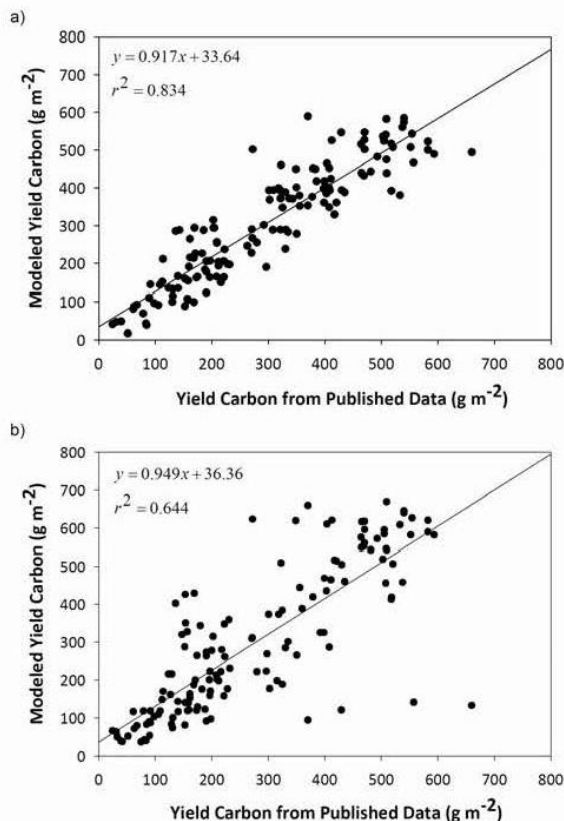 a)
800
y = 0.917x + 33.64
700
r² = 0.834
600
500
400
300
200
100
0
Modeled Yield Carbon (g m⁻²)
0 100 200 300 400 500 600 700 800
Yield Carbon from Published Data (g m⁻²)
b)
800
y = 0.949x + 36.36
700
r² = 0.644
600
500
400
300
200
100
0
Modeled Yield Carbon (g m⁻²)
0 100 200 300 400 500 600 700 800
Yield Carbon from Published Data (g m⁻²)